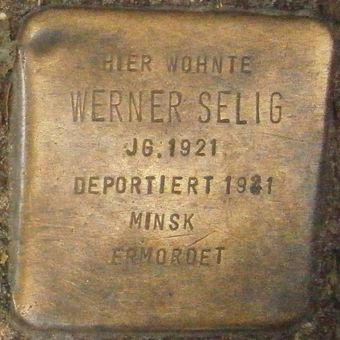 HIER WOHNTE
WERNER SELIG
JG. 1921
DEPORTIERT 1941
MINSK
ERMORDET